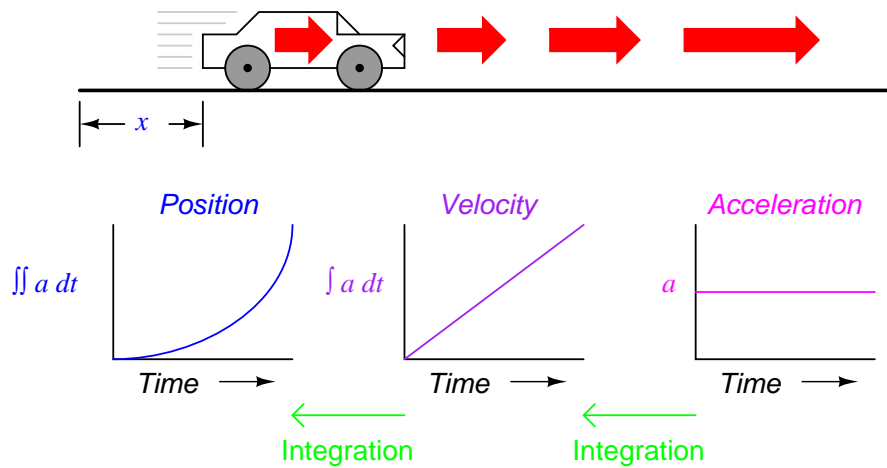 x
Position
Velocity
Acceleration
∬ a dt
∫ a dt
a
Time
Time
Time
Integration
Integration